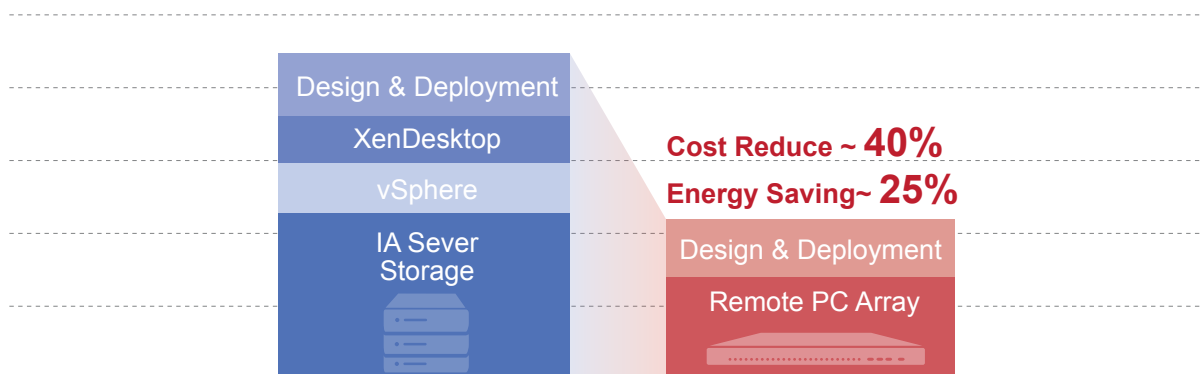 Design & Deployment
XenDesktop
vSphere
IA Sever
Storage
Cost Reduce ~ 40%
Energy Saving~ 25%
Design & Deployment
Remote PC Array